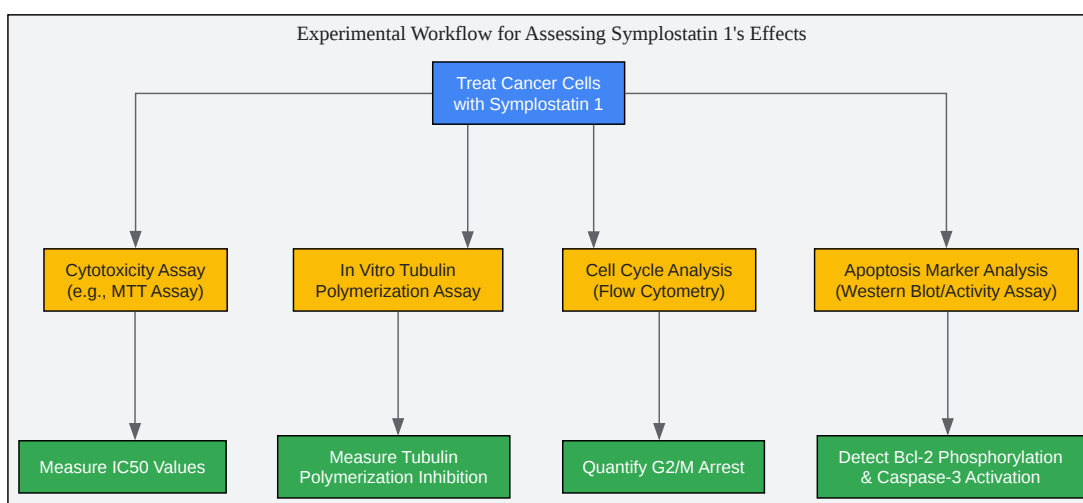 Experimental Workflow for Assessing Symplostatin 1's Effects
Treat Cancer Cells
with Symplostatin 1
Cytotoxicity Assay
(e.g., MTT Assay)
In Vitro Tubulin
Polymerization Assay
Cell Cycle Analysis
(Flow Cytometry)
Apoptosis Marker Analysis
(Western Blot/Activity Assay)
Measure IC50 Values
Measure Tubulin
Polymerization Inhibition
Quantify G2/M Arrest
Detect Bcl-2 Phosphorylation
& Caspase-3 Activation